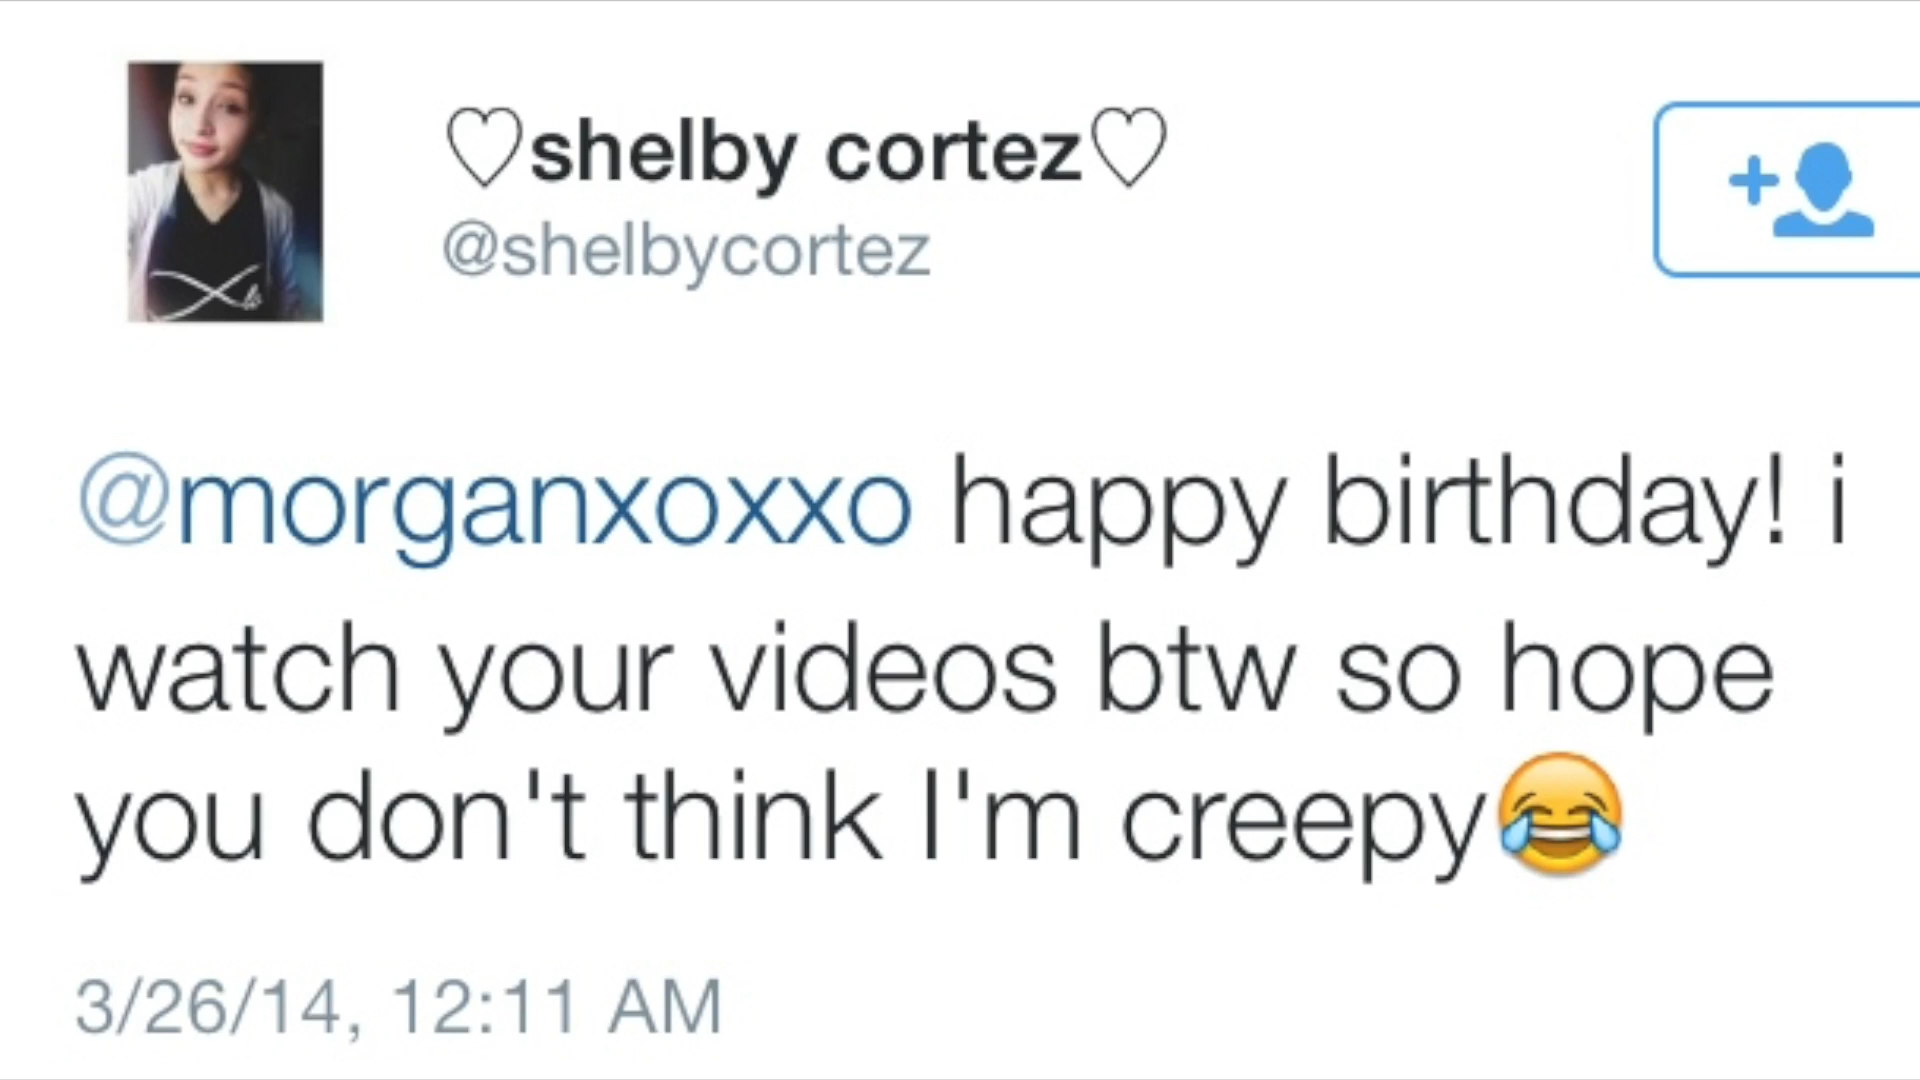 ♡shelby cortez♡
@shelbycortez
@morganxoxxo happy birthday! i
watch your videos btw so hope
you don't think I'm creepy😂
3/26/14, 12:11 AM